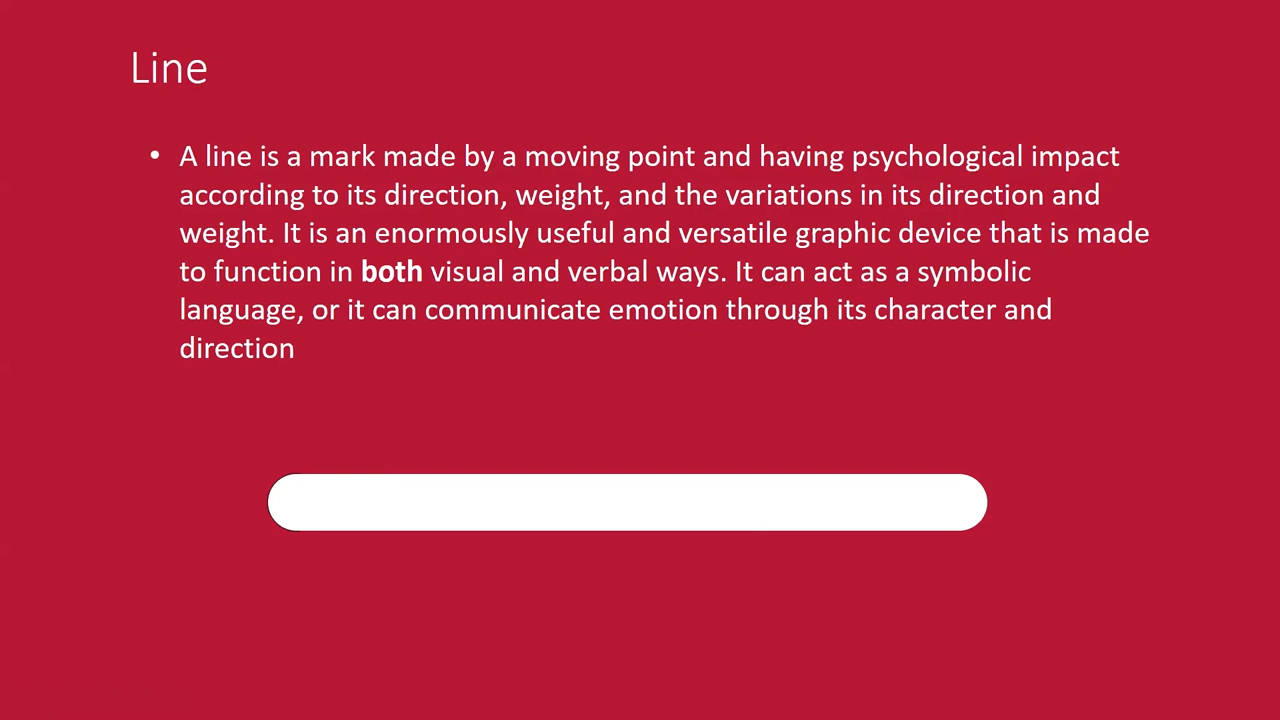 Line
• A line is a mark made by a moving point and having psychological impact
according to its direction, weight, and the variations in its direction and
weight. It is an enormously useful and versatile graphic device that is made
to function in both visual and verbal ways. It can act as a symbolic
language, or it can communicate emotion through its character and
direction